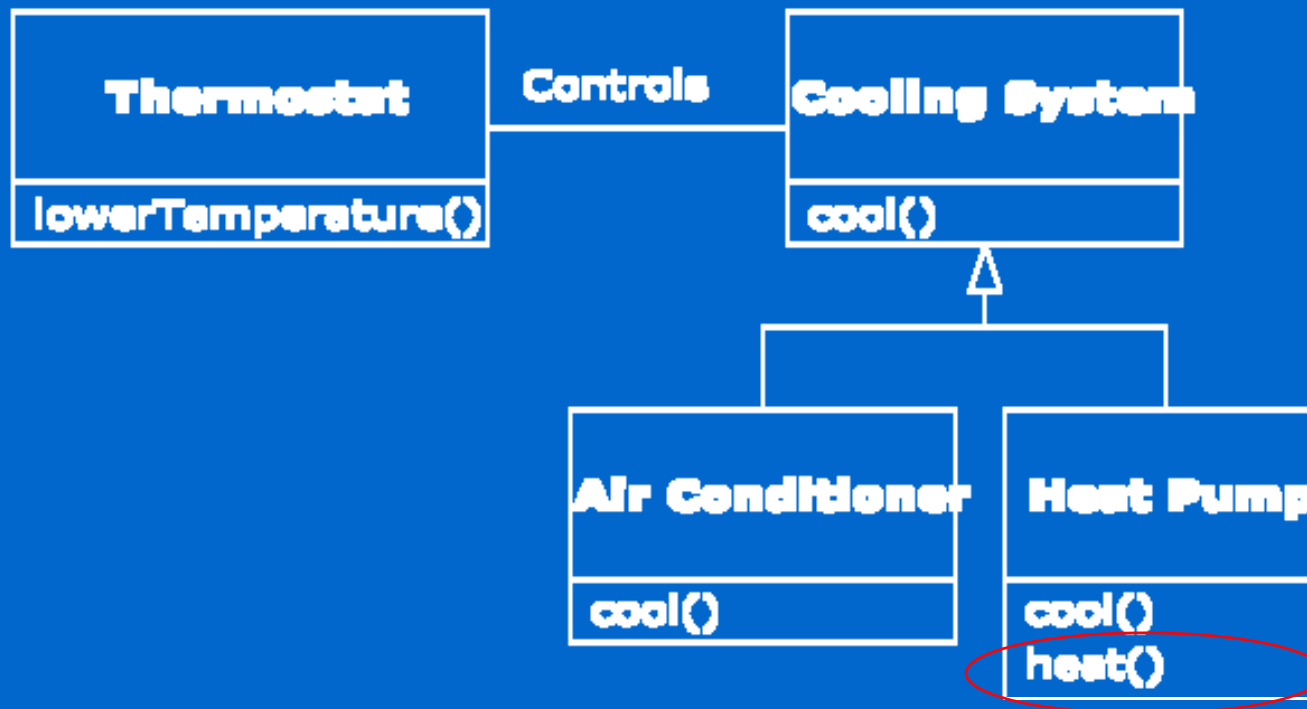 Thermostat
Controls
Cooling System
lowerTemperature()
cool()
Air Conditioner
Heat Pump
cool()
cool()
heat()